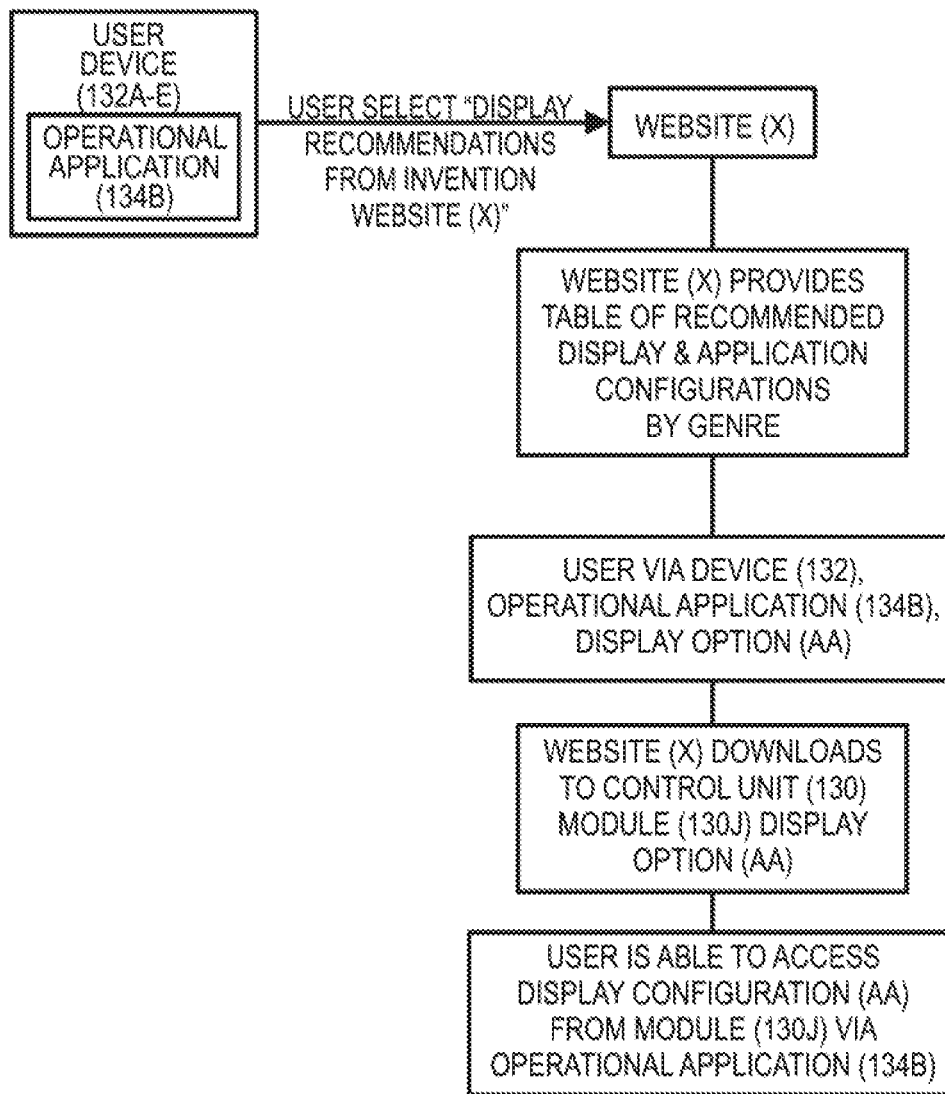 USER
DEVICE
(132A-E)
OPERATIONAL
APPLICATION
(134B)
USER SELECT "DISPLAY
RECOMMENDATIONS
FROM INVENTION
WEBSITE (X)"
WEBSITE (X)
WEBSITE (X) PROVIDES
TABLE OF RECOMMENDED
DISPLAY & APPLICATION
CONFIGURATIONS
BY GENRE
USER VIA DEVICE (132),
OPERATIONAL APPLICATION (134B),
DISPLAY OPTION (AA)
WEBSITE (X) DOWNLOADS
TO CONTROL UNIT (130)
MODULE (130J) DISPLAY
OPTION (AA)
USER IS ABLE TO ACCESS
DISPLAY CONFIGURATION (AA)
FROM MODULE (130J) VIA
OPERATIONAL APPLICATION (134B)